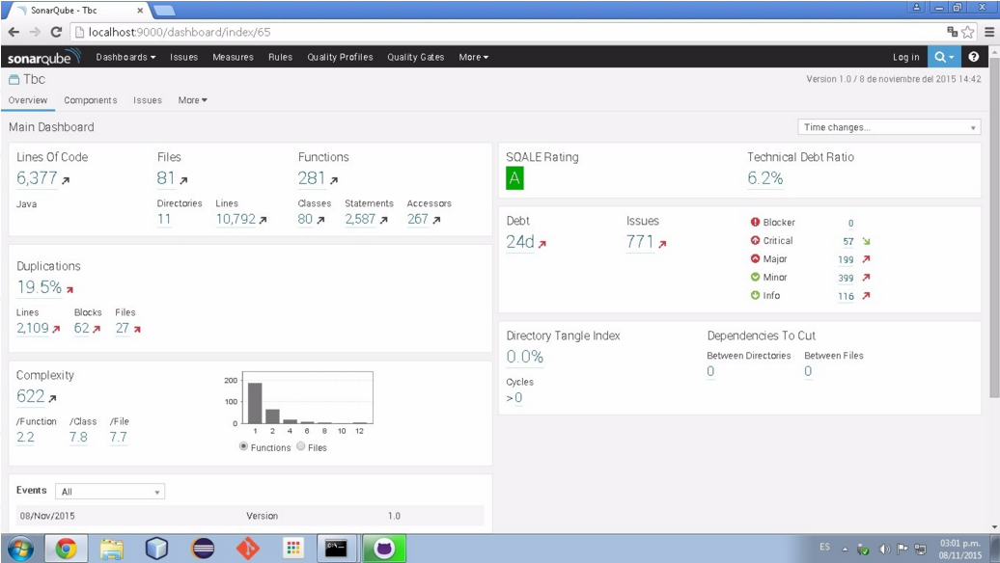 SonarQube - Tbc
localhost:9000/dashboard/index/65
sonarqube Dashboards Issues Measures Rules Quality Profiles Quality Gates More Log in
Tbc
Version 1.0 / 8 de noviembre del 2015 14:42
Overview Components Issues More
Main Dashboard
Time changes...
Lines Of Code Files Functions
6,377 81 281
Java
Directories Lines Classes Statements Accessors
11 10,792 80 2,587 267
SQALE Rating Technical Debt Ratio
A 6.2%
Debt Issues
24d 771
Blocker 0
Critical 57
Major 199
Minor 399
Info 116
Duplications
19.5%
Lines Blocks Files
2,109 62 27
Directory Tangle Index Dependencies To Cut
0.0%
Between Directories Between Files
0 0
Cycles
>0
Complexity
622
/Function /Class /File
2.2 7.8 7.7
200
100
0
1 2 4 6 8 10 12
Functions Files
Events All
08/Nov/2015 Version 1.0
ES
03:01 p.m.
08/11/2015